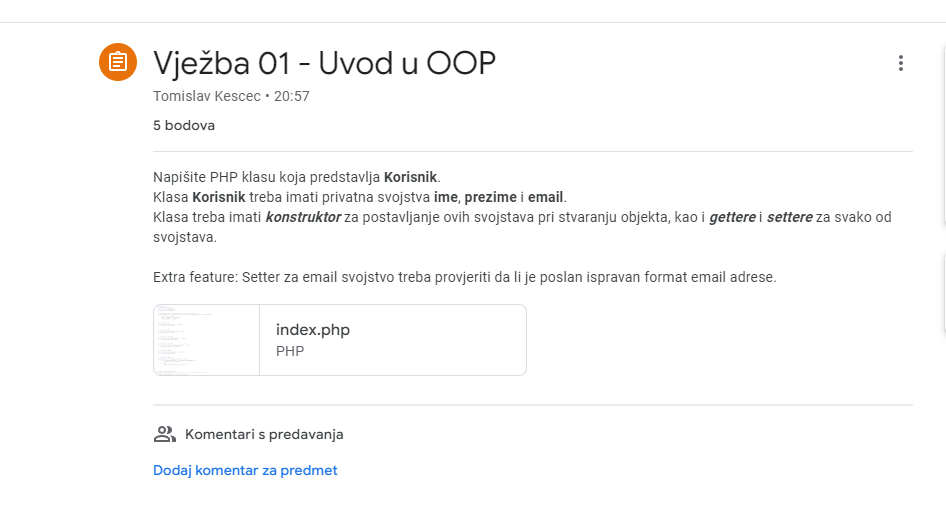 Vježba 01 - Uvod u OOP
Tomislav Kescec • 20:57
5 bodova
Napišite PHP klasu koja predstavlja Korisnik.
Klasa Korisnik treba imati privatna svojstva ime, prezime i email.
Klasa treba imati konstruktor za postavljanje ovih svojstava pri stvaranju objekta, kao i gettere i settere za svako od
svojstava.
Extra feature: Setter za email svojstvo treba provjeriti da li je poslan ispravan format email adrese.
index.php
PHP
Komentari s predavanja
Dodaj komentar za predmet